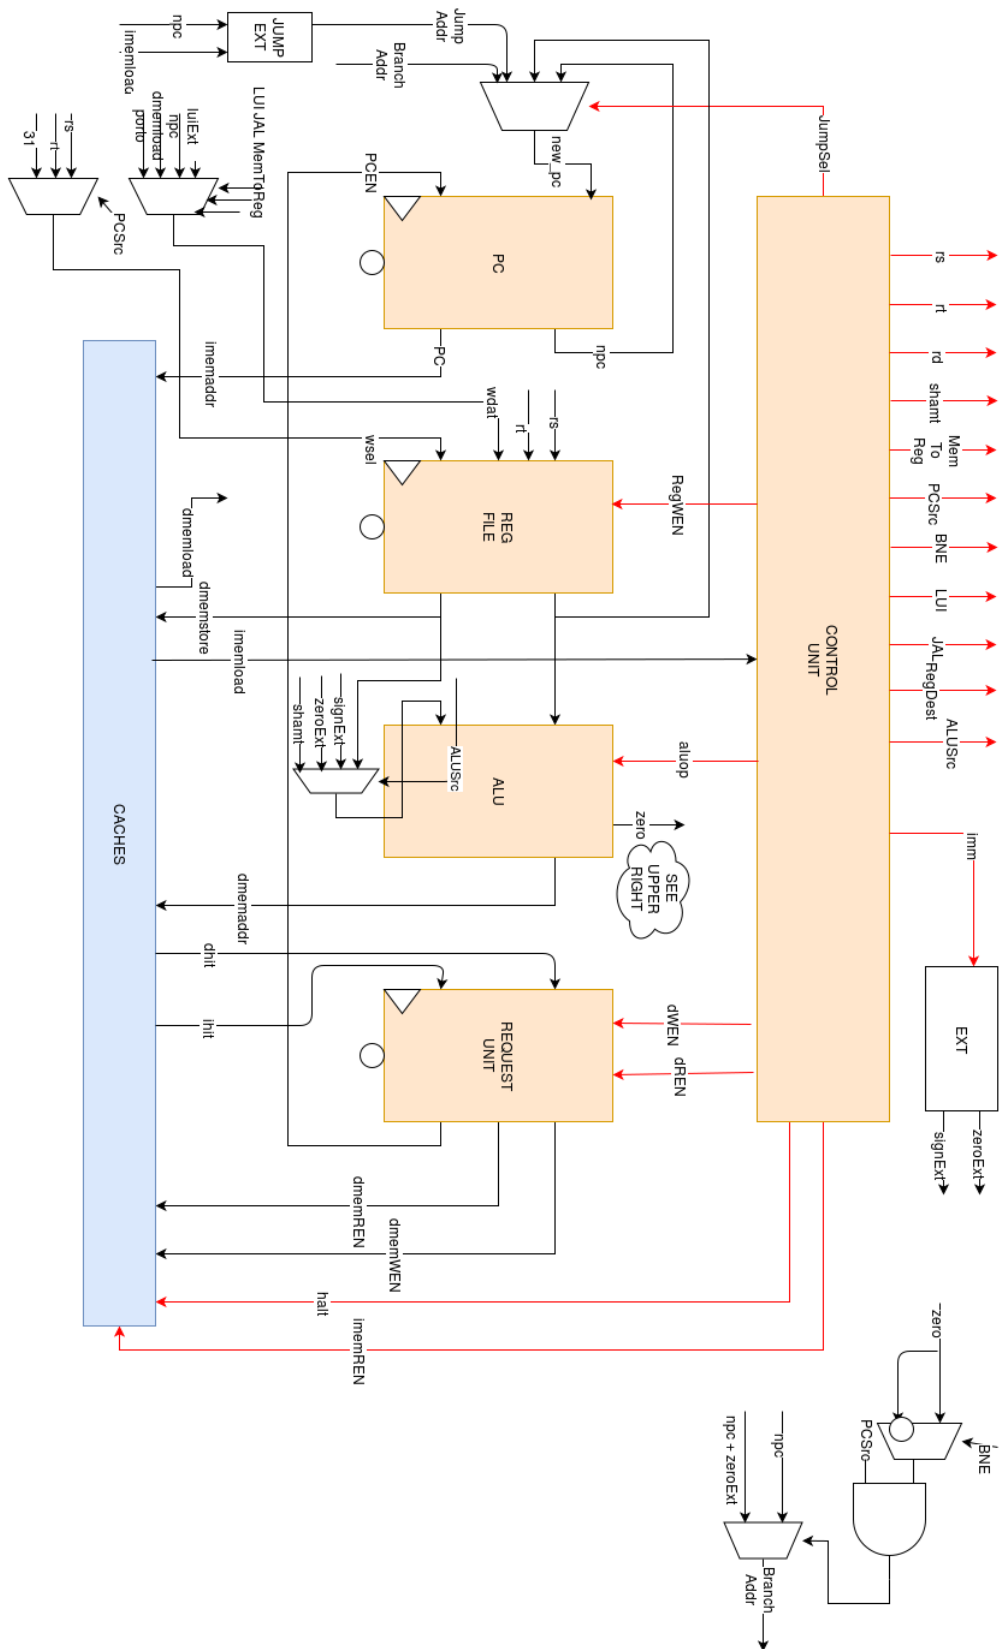 npc
imemload
JUMP
EXT
Jump
Addr
Branch
Addr
new_pc
JumpSel
rs
rt
31
PCSrc
luiExt
npc
dmemload
porto
LUI JAL MemToReg
PCEN
PC
PC
npc
imemaddr
wdat
wsel
rt
rs
REG
FILE
RegWEN
CONTROL
UNIT
rs
rt
rd
shamt
Mem
To
Reg
PCSrc
BNE
LUI
JAL
RegDest
ALUSrc
imm
EXT
zeroExt
signExt
dmemload
dmemstore
imemload
shamt
zeroExt
signExt
ALUSrc
ALU
aluop
zero
SEE
UPPER
RIGHT
CACHES
dmemaddr
dhit
ihit
REQUEST
UNIT
dWEN
dREN
dmemREN
dmemWEN
halt
imemREN
zero
BNE
PCSrc
npc
npc + zeroExt
Branch
Addr